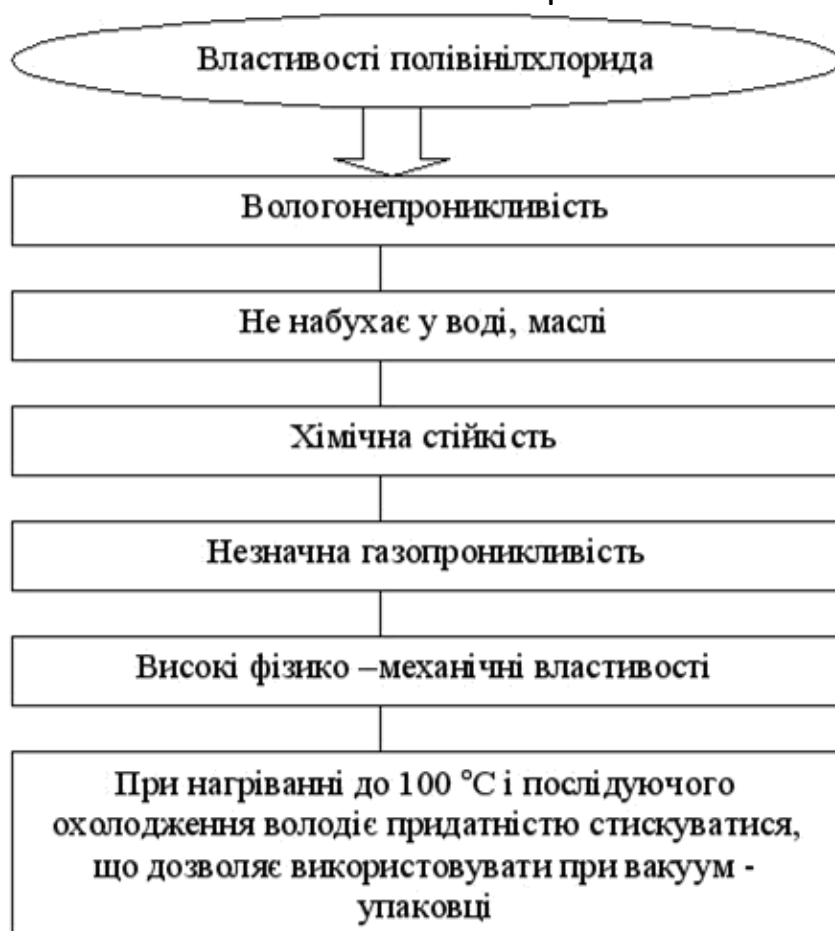 Властивості полівінілхлорида
Вологонепроникливість
Не набухає у воді, маслі
Хімічна стійкість
Незначна газопроникливість
Високі фізико –механічні властивості
При нагріванні до 100 °С і послідуючого
охолодження володіє придатністю стискуватися,
що дозволяє використовувати при вакуум -
упаковці